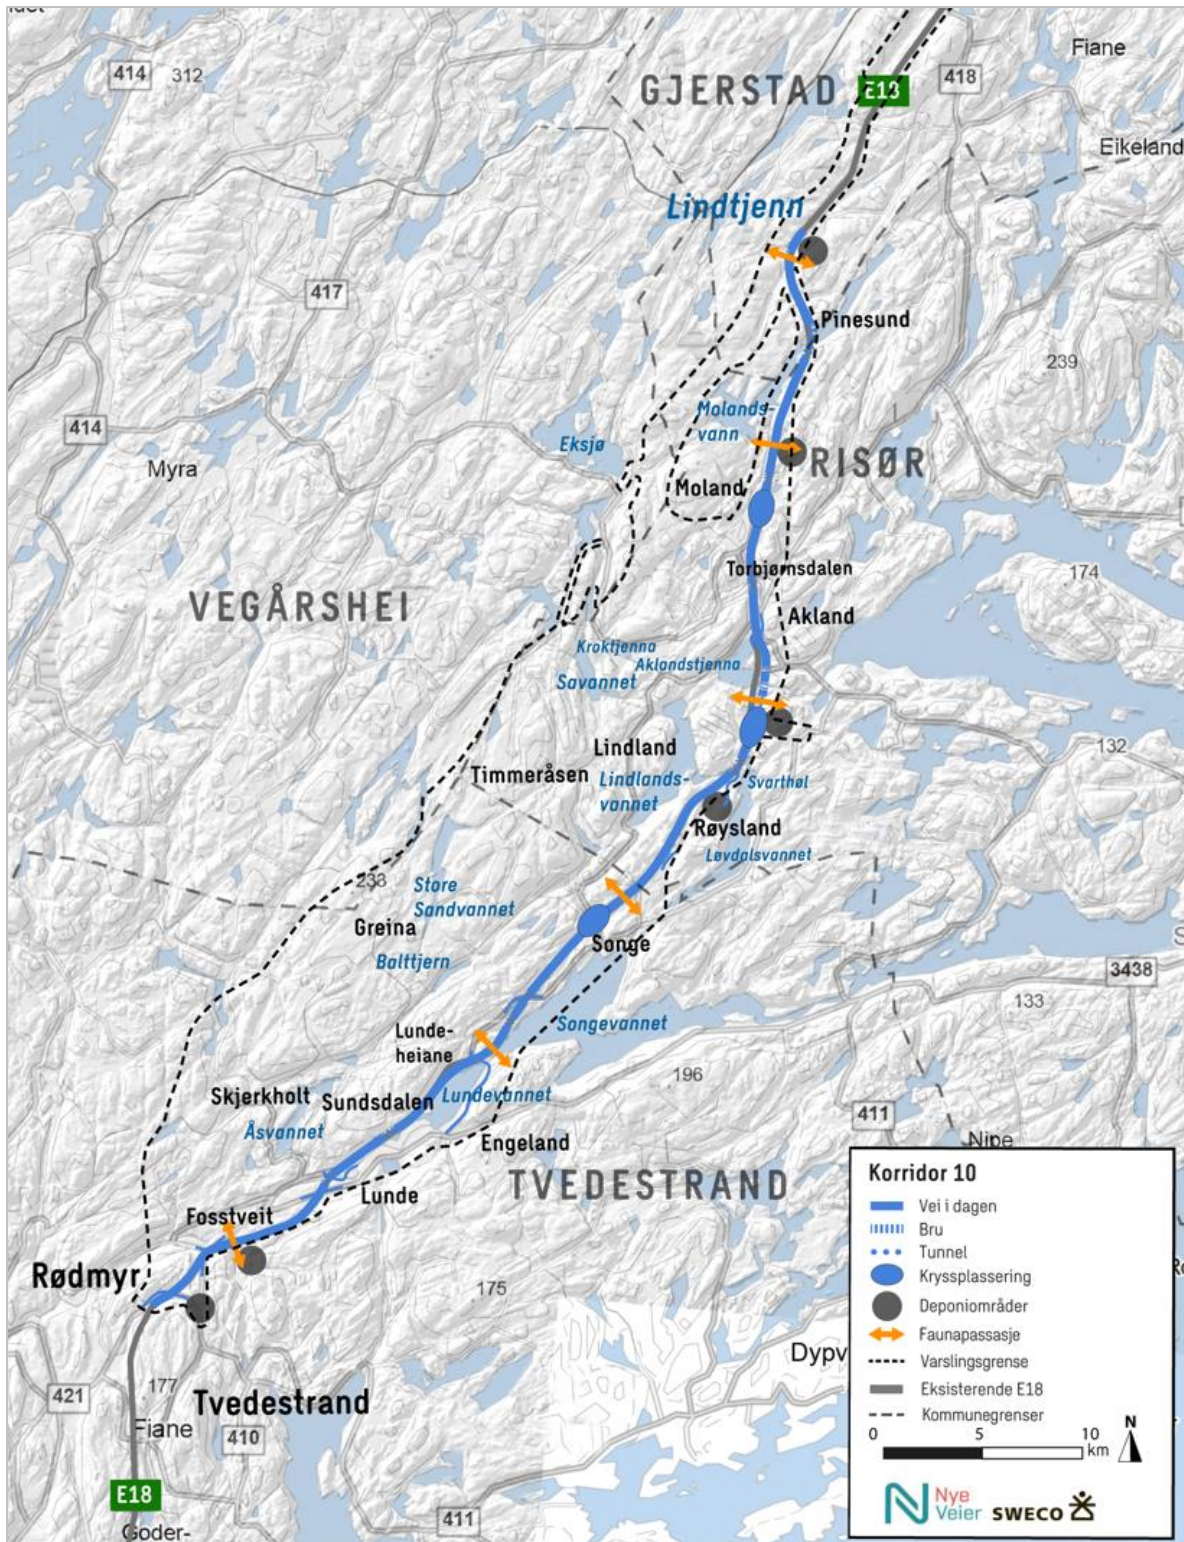 414
312
GJERSTAD
E18
418
Fiane
Eikeland
Lindtjenn
417
Pinesund
239
Molands-
vann
414
Eksjø
Myra
RISØR
Moland
Torbjørnsdalen
174
VEGÅRSHEI
Akland
Kroktjenna
Aklandstjenna
Savannet
Lindland
132
Timmeråsen
Lindlands-
vannet
Svarthøl
Røysland
Løvdalsvannet
233
Store
Sandvannet
Greina
Songe
Balttjern
S
3438
133
Songevannet
Lunde-
heiane
196
Skjerkholt
Sundsdalen
Lundevannet
411
Åsvannet
Engeland
Nipe
TVEDESTRAND
Lunde
Fosstveit
Rødmyr
175
Dypv
421
177
Tvedestrand
Fiane
410
E18
411
Goder-
Korridor 10
Vei i dagen
Bru
Tunnel
Kryssplassering
Deponiområder
Faunapassasje
Varslingsgrense
Eksisterende E18
Kommunegrenser
0 5 10
km
N
Nye
Veier
SWECO